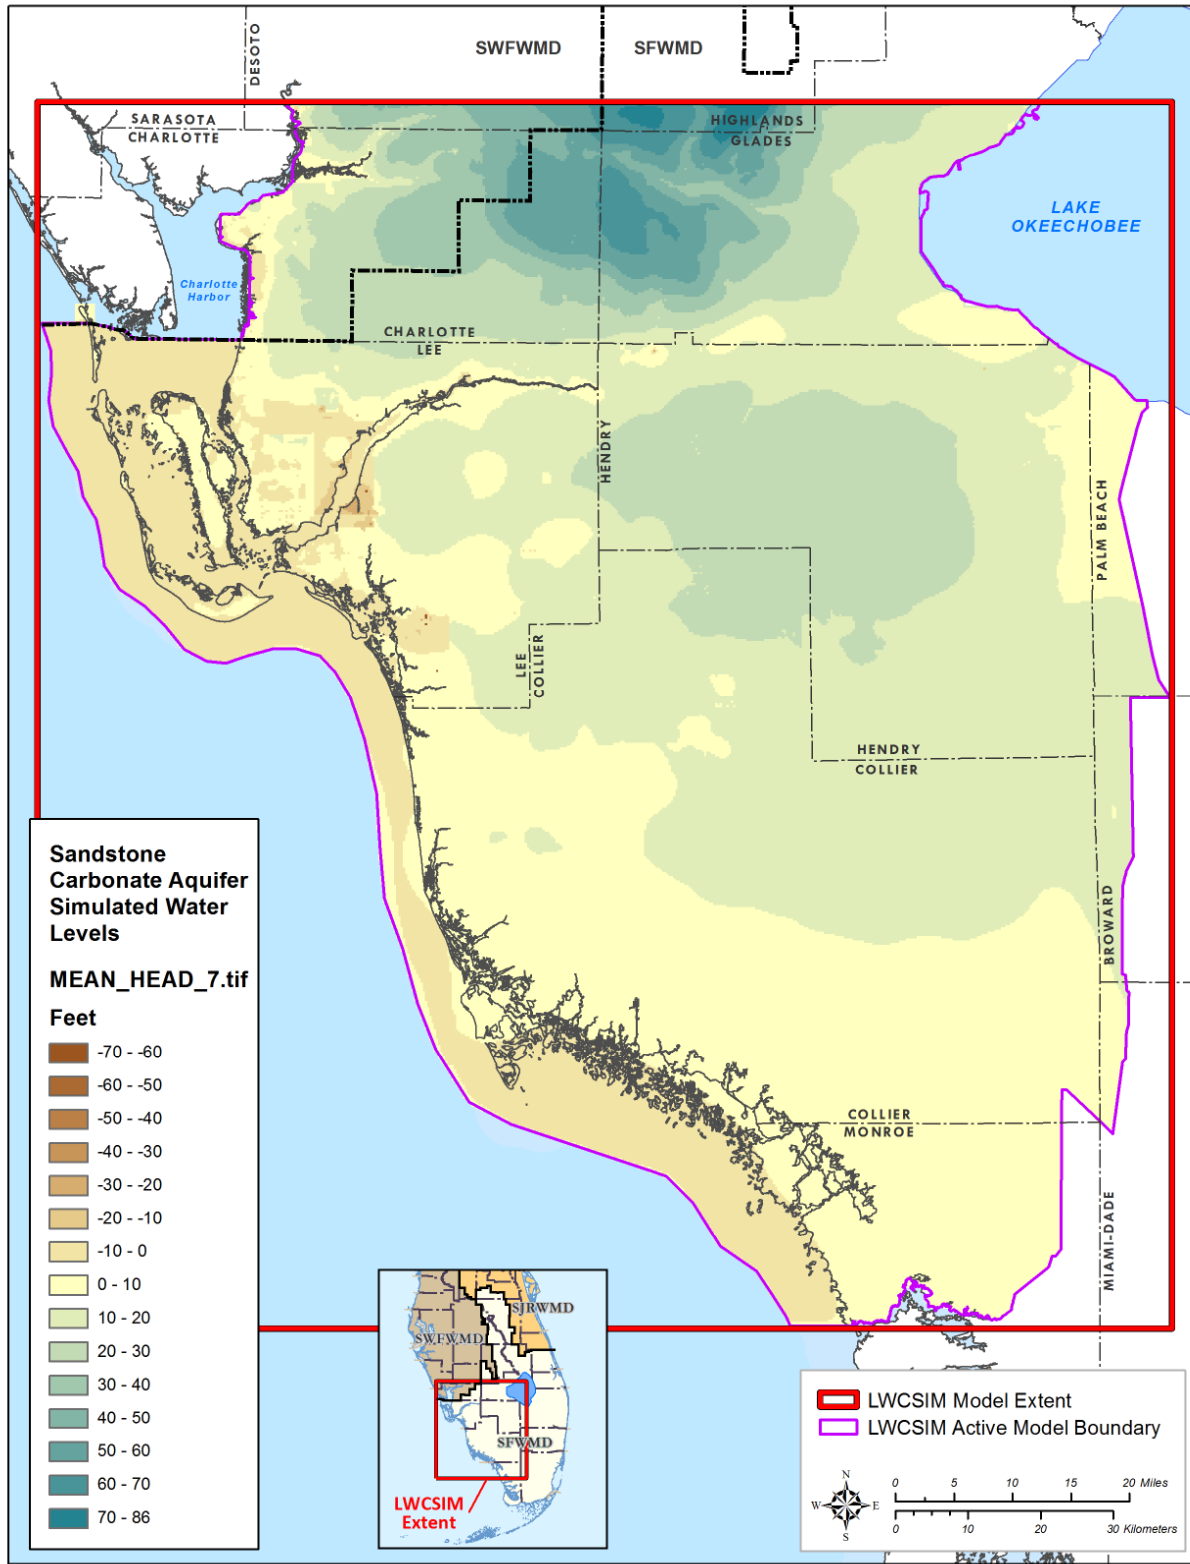 SWFWMD
SFWMD
DESOTO
SARASOTA
CHARLOTTE
HIGHLANDS
GLADES
LAKE
OKEECHOBEE
Charlotte
Harbor
CHARLOTTE
LEE
HENDRY
PALM BEACH
LEE
COLLIER
HENDRY
COLLIER
BROWARD
COLLIER
MONROE
MIAMI-DADE
Sandstone
Carbonate Aquifer
Simulated Water
Levels
MEAN_HEAD_7.tif
Feet
-70 - -60
-60 - -50
-50 - -40
-40 - -30
-30 - -20
-20 - -10
-10 - 0
0 - 10
10 - 20
20 - 30
30 - 40
40 - 50
50 - 60
60 - 70
70 - 86
SJRWMD
SWFWMD
SFWMD
LWCSIM
Extent
LWCSIM Model Extent
LWCSIM Active Model Boundary
N
W E
S
0 5 10 15 20 Miles
0 10 20 30 Kilometers